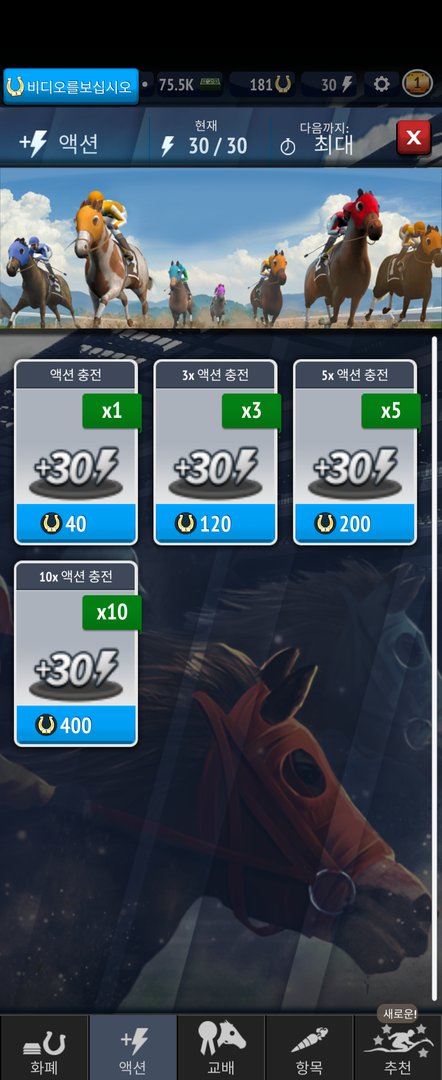 비디오를보십시오
75.5K
181
30
1
액션
현재
30 / 30
다음까지:
최대
X
액션 충전
3x 액션 충전
5x 액션 충전
x1
x3
x5
+30
+30
+30
40
120
200
10x 액션 충전
x10
+30
400
새로운!
화폐
액션
교배
항목
추천